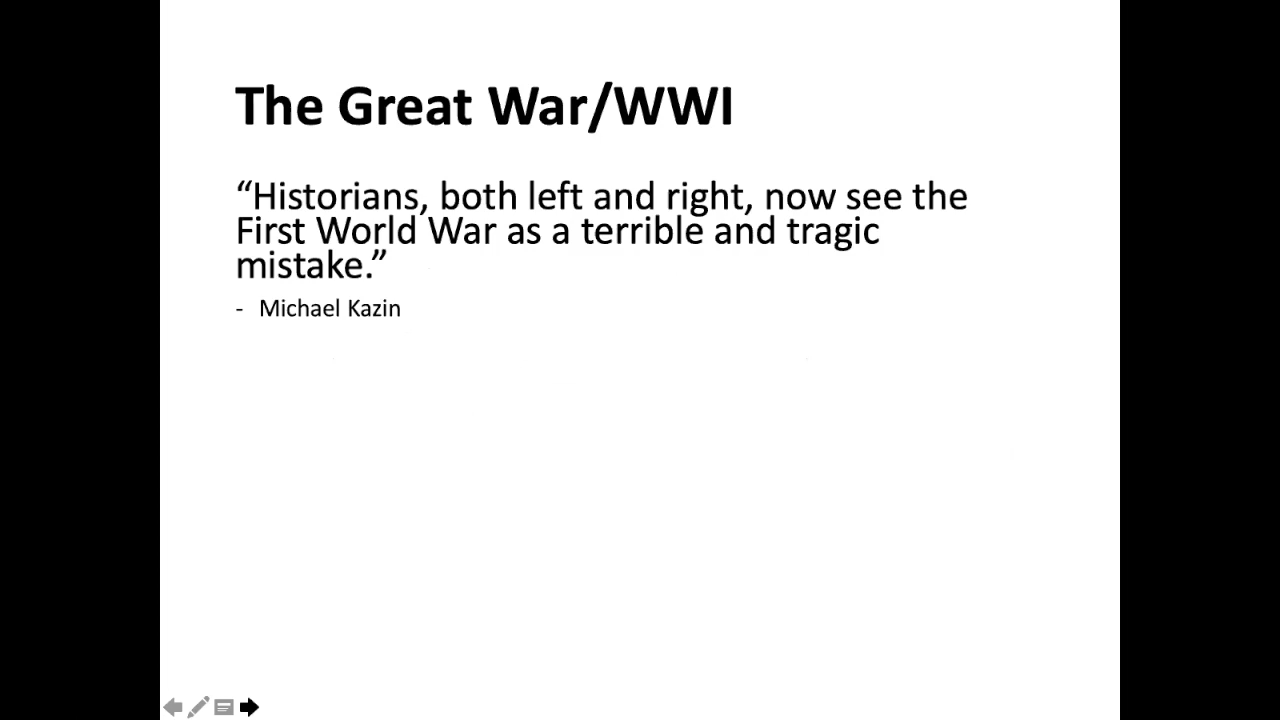 The Great War/WWI
“Historians, both left and right, now see the
First World War as a terrible and tragic
mistake.”
- Michael Kazin